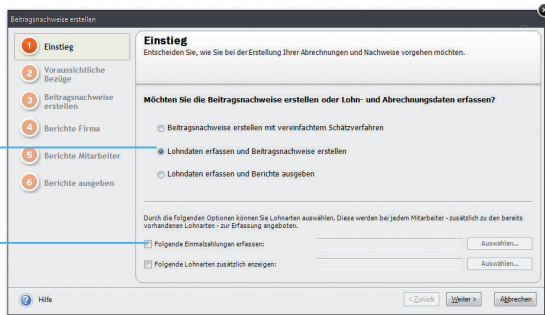 Beitragsnachweise erstellen
1 Einstieg
2 Voraussichtliche
Bezüge
3 Beitragsnachweise
erstellen
4 Berichte Firma
5 Berichte Mitarbeiter
6 Berichte ausgeben
Einstieg
Entscheiden Sie, wie Sie bei der Erstellung Ihrer Abrechnungen und Nachweise vorgehen möchten.
Möchten Sie die Beitragsnachweise erstellen oder Lohn- und Abrechnungsdaten erfassen?
Beitragsnachweise erstellen mit vereinfachtem Schätzverfahren
Lohndaten erfassen und Beitragsnachweise erstellen
Lohndaten erfassen und Berichte ausgeben
Durch die folgenden Optionen können Sie Lohnarten auswählen. Diese werden bei jedem Mitarbeiter - zusätzlich zu den bereits
vorhandenen Lohnarten - zur Erfassung angeboten.
Folgende Einmalzahlungen erfassen: Auswählen...
Folgende Lohnarten zusätzlich anzeigen: Auswählen...
? Hilfe < Zurück Weiter > Abbrechen